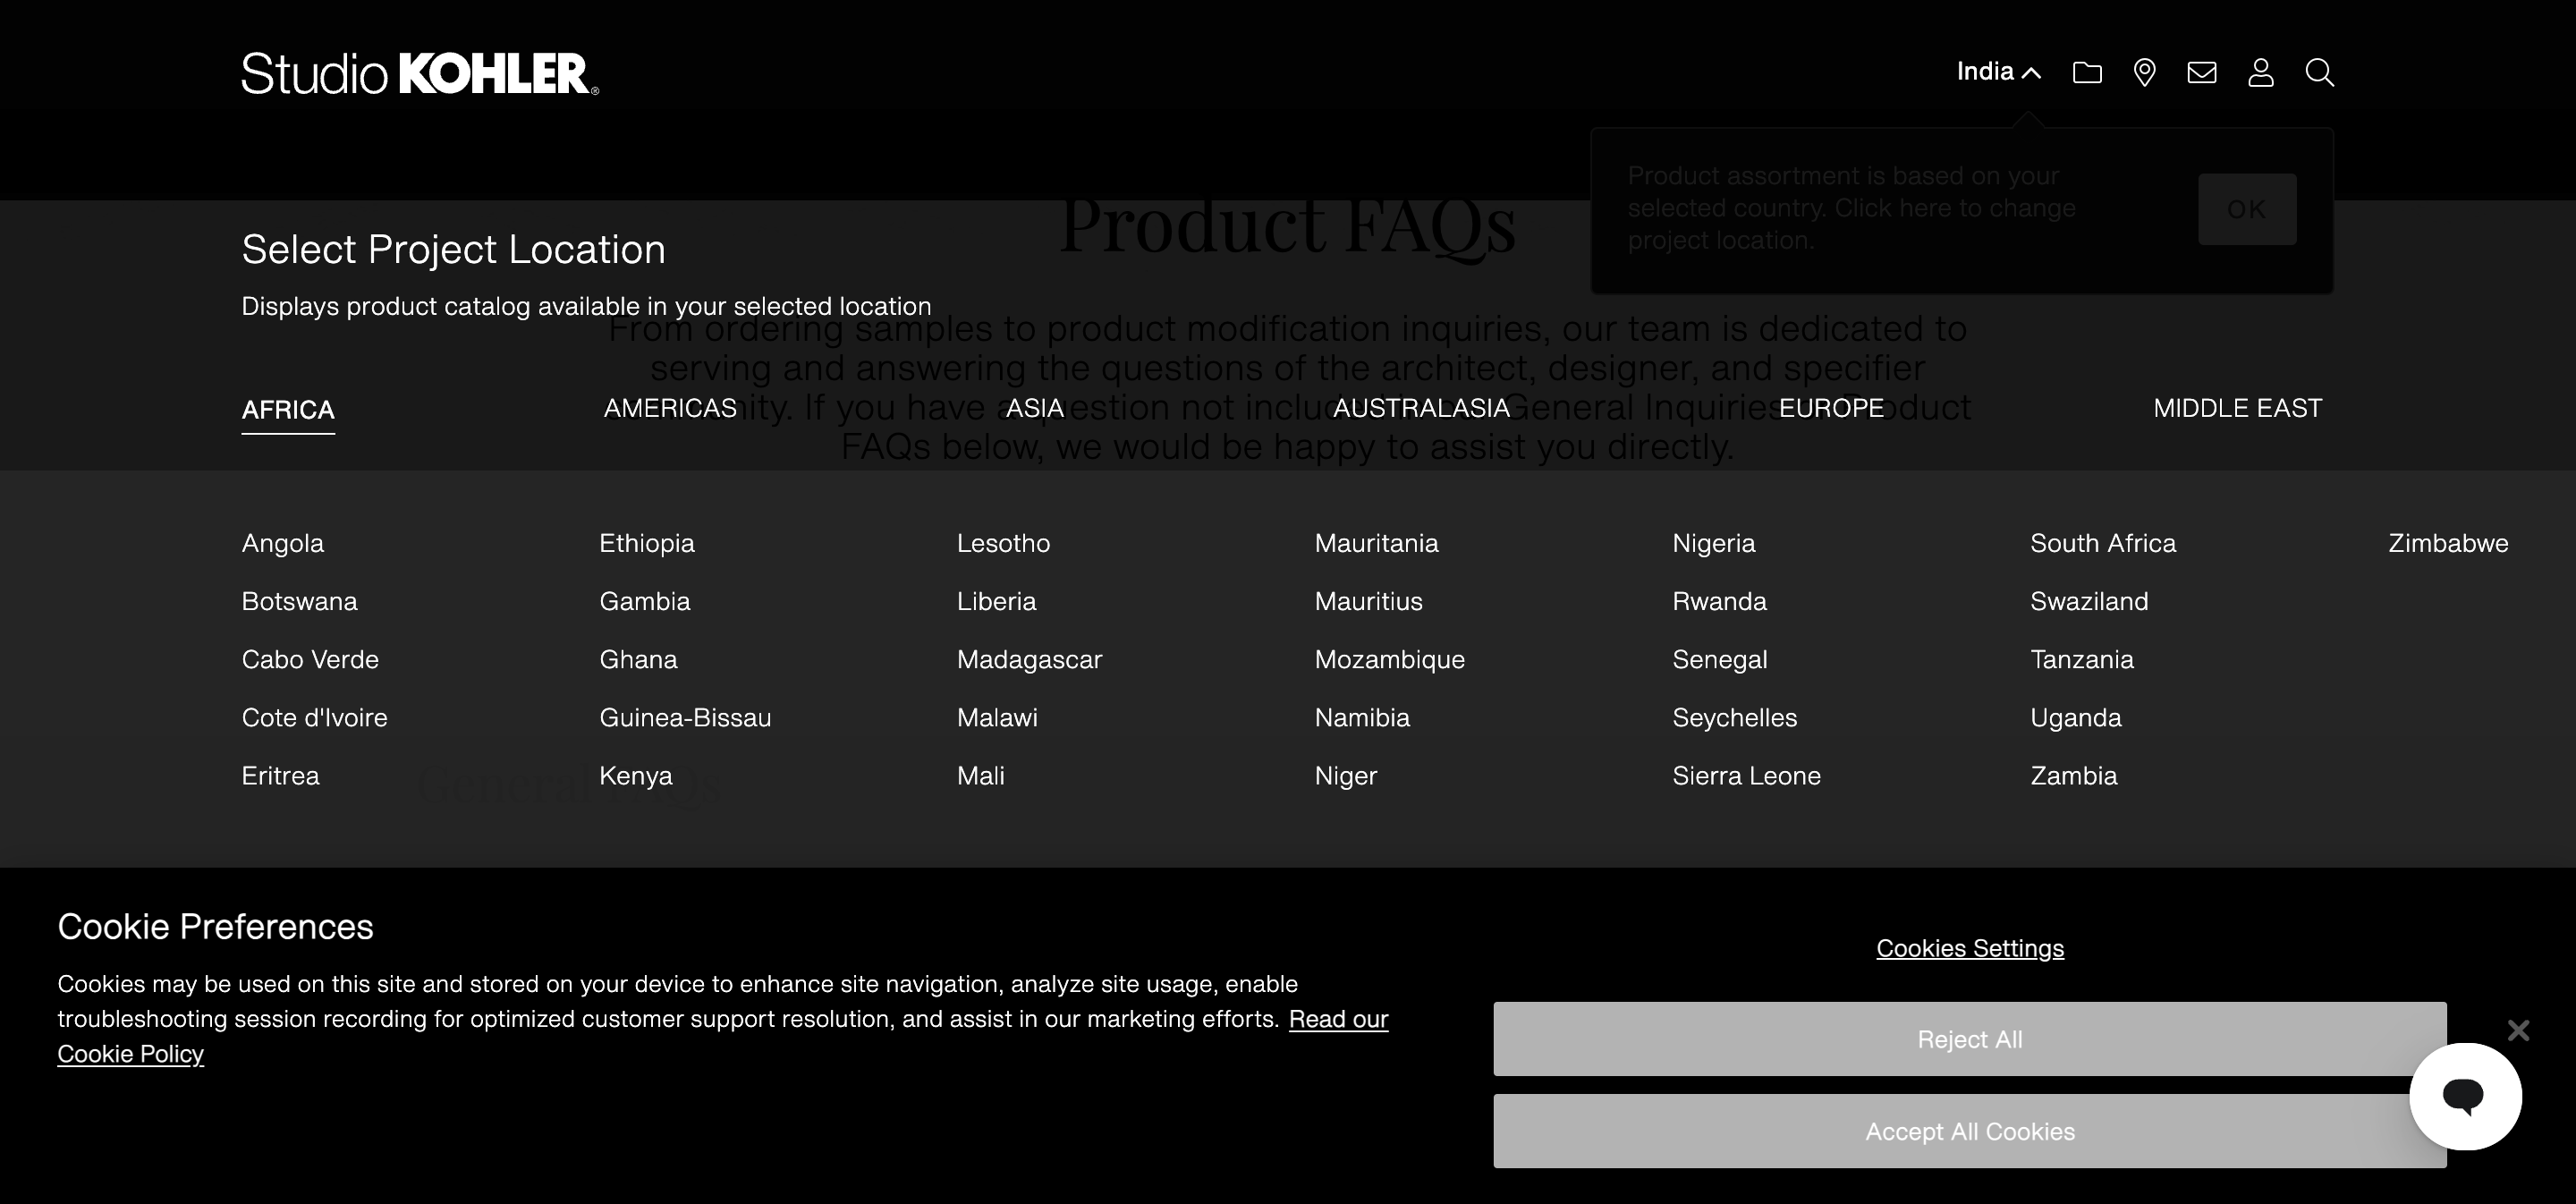 Studio KOHLER®
India
Product assortment is based on your
selected country. Click here to change
project location.
OK
Product FAQs
Select Project Location
Displays product catalog available in your selected location
From ordering samples to product modification inquiries, our team is dedicated to
serving and answering the questions of the architect, designer, and specifier
nity. If you have a question not includ General Inquiries Product
FAQs below, we would be happy to assist you directly.
AFRICA AMERICAS ASIA AUSTRALASIA EUROPE MIDDLE EAST
Angola Ethiopia Lesotho Mauritania Nigeria South Africa Zimbabwe
Botswana Gambia Liberia Mauritius Rwanda Swaziland
Cabo Verde Ghana Madagascar Mozambique Senegal Tanzania
Cote d'Ivoire Guinea-Bissau Malawi Namibia Seychelles Uganda
Eritrea Kenya Mali Niger Sierra Leone Zambia
General FAQs
Cookie Preferences
Cookies may be used on this site and stored on your device to enhance site navigation, analyze site usage, enable
troubleshooting session recording for optimized customer support resolution, and assist in our marketing efforts. Read our
Cookie Policy
Cookies Settings
Reject All
Accept All Cookies